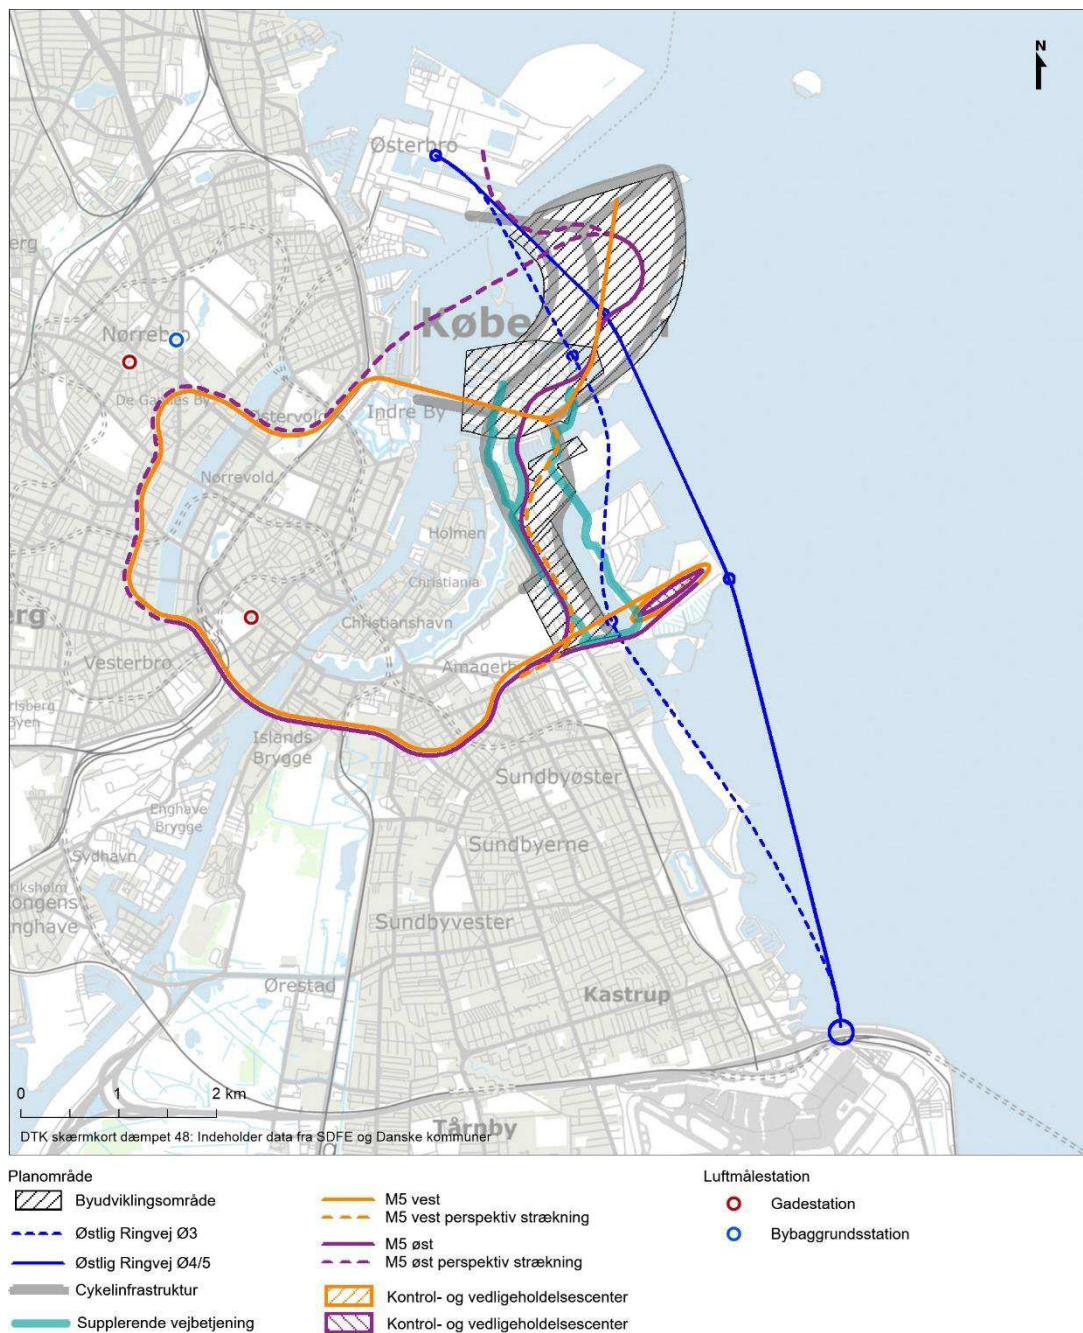 N
Østerbro
erg
Nørrebro
De Gamles By
Østervold
Indre By
Nørrevold
Holmen
Christiania
Christianshavn
erg
Vesterbro
Amagerb
Islands
Brygge
Sundbyøster
Enghave
Brygge
Sundbyerne
Sydhavn
Sundbyvester
Ørestad
Kastrup
0 1 2 km
Tårnby
DTK skærmkort dæmpet 48: Indeholder data fra SDFE og Danske kommuner
Planområde
Byudviklingsområde
Østlig Ringvej Ø3
Østlig Ringvej Ø4/5
Cykelinfrastruktur
Supplerende vejbetjening
M5 vest
M5 vest perspektiv strækning
M5 øst
M5 øst perspektiv strækning
Kontrol- og vedligeholdelsescenter
Kontrol- og vedligeholdelsescenter
Luftmålestation
Gadestation
Bybaggrundsstation